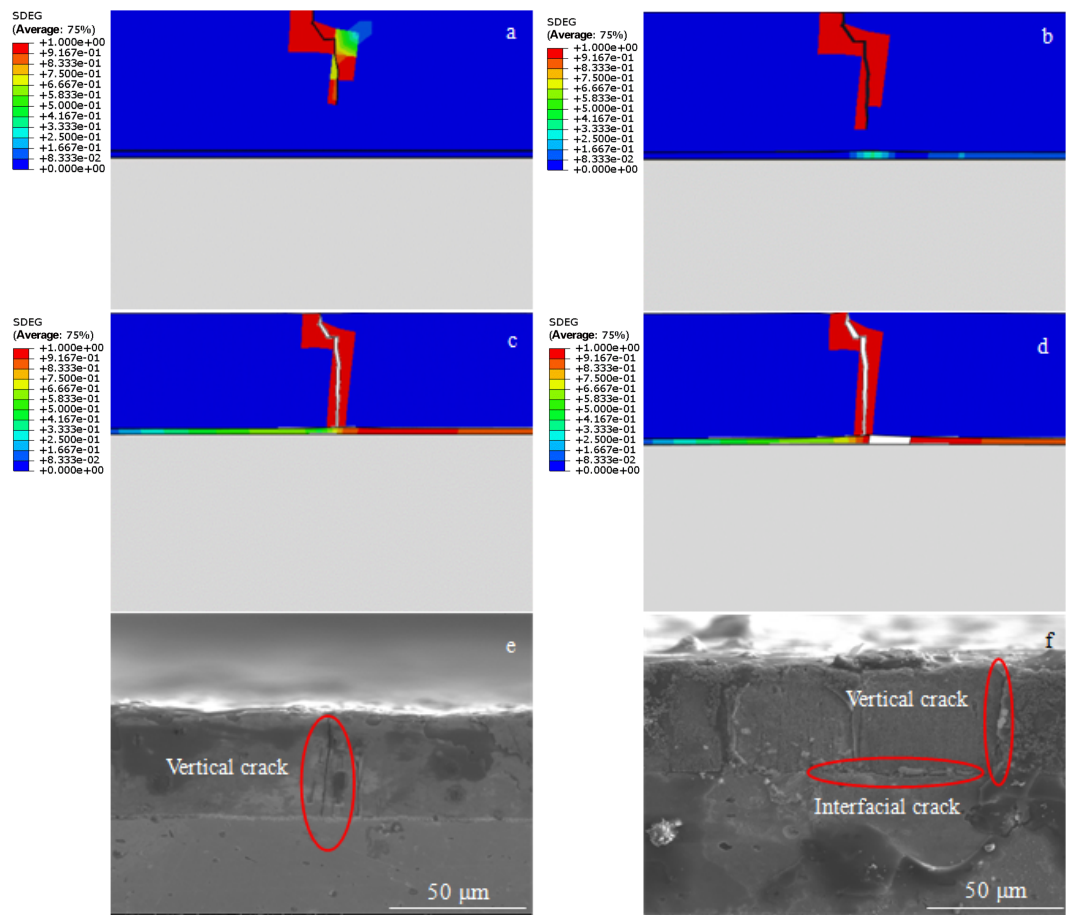 SDEG
(Average: 75%)
+1.000e+00
+9.167e-01
+8.333e-01
+7.500e-01
+6.667e-01
+5.833e-01
+5.000e-01
+4.167e-01
+3.333e-01
+2.500e-01
+1.667e-01
+8.333e-02
+0.000e+00
a
SDEG
(Average: 75%)
+1.000e+00
+9.167e-01
+8.333e-01
+7.500e-01
+6.667e-01
+5.833e-01
+5.000e-01
+4.167e-01
+3.333e-01
+2.500e-01
+1.667e-01
+8.333e-02
+0.000e+00
b
SDEG
(Average: 75%)
+1.000e+00
+9.167e-01
+8.333e-01
+7.500e-01
+6.667e-01
+5.833e-01
+5.000e-01
+4.167e-01
+3.333e-01
+2.500e-01
+1.667e-01
+8.333e-02
+0.000e+00
c
SDEG
(Average: 75%)
+1.000e+00
+9.167e-01
+8.333e-01
+7.500e-01
+6.667e-01
+5.833e-01
+5.000e-01
+4.167e-01
+3.333e-01
+2.500e-01
+1.667e-01
+8.333e-02
+0.000e+00
d
e
Vertical crack
50 μm
f
Vertical crack
Interfacial crack
50 μm